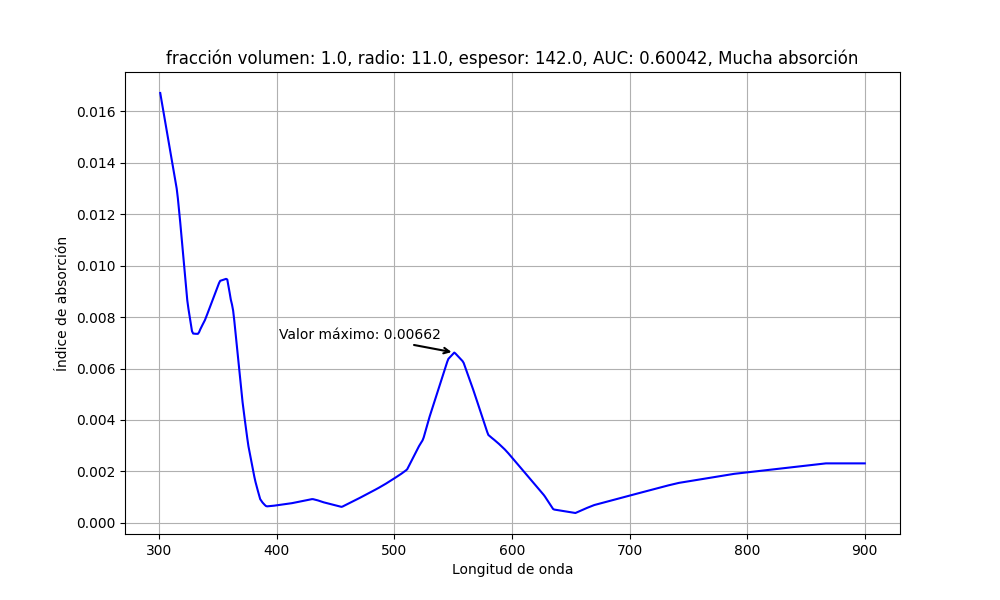 fracción volumen: 1.0, radio: 11.0, espesor: 142.0, AUC: 0.60042, Mucha absorción
0.016
0.014
0.012
0.010
0.008
0.006
0.004
0.002
0.000
Índice de absorción
Valor máximo: 0.00662
300 400 500 600 700 800 900
Longitud de onda